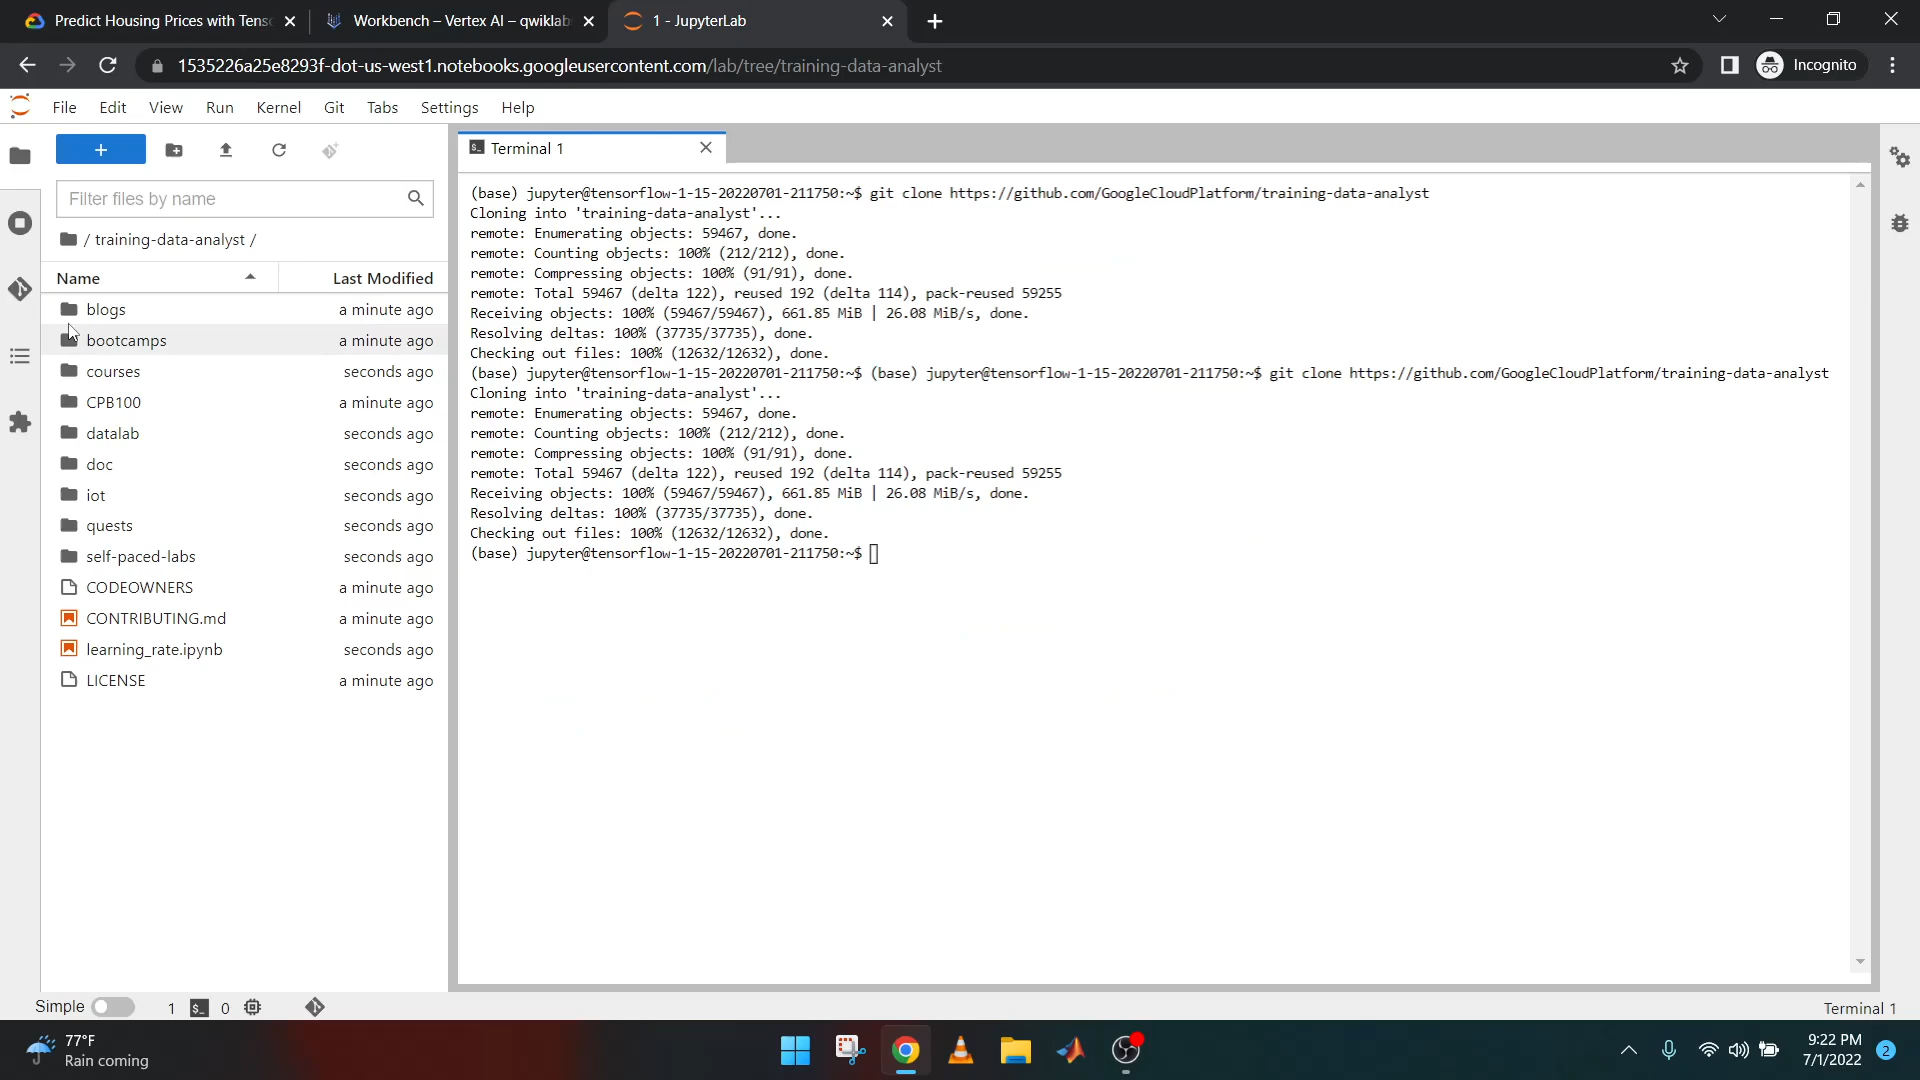 Predict Housing Prices with Tens
Workbench – Vertex AI – qwiklab
1 - JupyterLab
1535226a25e8293f-dot-us-west1.notebooks.googleusercontent.com/lab/tree/training-data-analyst
Incognito
File Edit View Run Kernel Git Tabs Settings Help
+
Filter files by name
/ training-data-analyst /
Name Last Modified
blogs a minute ago
bootcamps a minute ago
courses seconds ago
CPB100 a minute ago
datalab seconds ago
doc seconds ago
iot seconds ago
quests seconds ago
self-paced-labs seconds ago
CODEOWNERS a minute ago
CONTRIBUTING.md a minute ago
learning_rate.ipynb seconds ago
LICENSE a minute ago
Terminal 1
(base) jupyter@tensorflow-1-15-20220701-211750:~$ git clone https://github.com/GoogleCloudPlatform/training-data-analyst
Cloning into 'training-data-analyst'...
remote: Enumerating objects: 59467, done.
remote: Counting objects: 100% (212/212), done.
remote: Compressing objects: 100% (91/91), done.
remote: Total 59467 (delta 122), reused 192 (delta 114), pack-reused 59255
Receiving objects: 100% (59467/59467), 661.85 MiB | 26.08 MiB/s, done.
Resolving deltas: 100% (37735/37735), done.
Checking out files: 100% (12632/12632), done.
(base) jupyter@tensorflow-1-15-20220701-211750:~$ (base) jupyter@tensorflow-1-15-20220701-211750:~$ git clone https://github.com/GoogleCloudPlatform/training-data-analyst
Cloning into 'training-data-analyst'...
remote: Enumerating objects: 59467, done.
remote: Counting objects: 100% (212/212), done.
remote: Compressing objects: 100% (91/91), done.
remote: Total 59467 (delta 122), reused 192 (delta 114), pack-reused 59255
Receiving objects: 100% (59467/59467), 661.85 MiB | 26.08 MiB/s, done.
Resolving deltas: 100% (37735/37735), done.
Checking out files: 100% (12632/12632), done.
(base) jupyter@tensorflow-1-15-20220701-211750:~$
Simple 1 0 Terminal 1
77°F
Rain coming
9:22 PM
7/1/2022
2